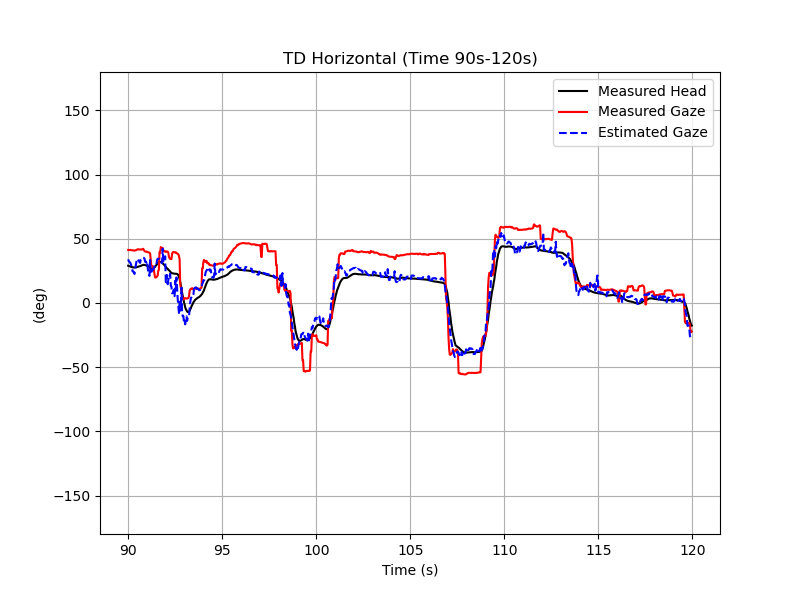 TD Horizontal (Time 90s-120s)
Measured Head
Measured Gaze
Estimated Gaze
150
100
50
0
−50
−100
−150
(deg)
90
95
100
105
110
115
120
Time (s)